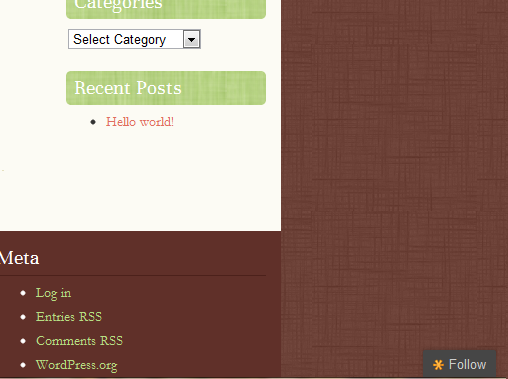 Categories
Select Category
Recent Posts
Hello world!
Meta
Log in
Entries RSS
Comments RSS
WordPress.org
Follow